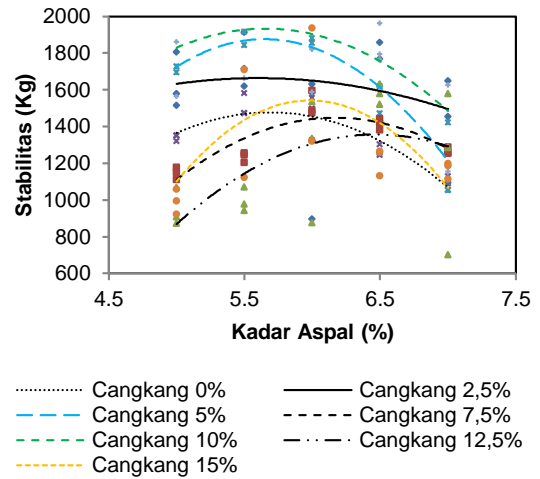 2000
1800
1600
1400
1200
1000
800
600
Stabilitas (Kg)
4.5 5.5 6.5 7.5
Kadar Aspal (%)
Cangkang 0% Cangkang 2,5%
Cangkang 5% Cangkang 7,5%
Cangkang 10% Cangkang 12,5%
Cangkang 15%